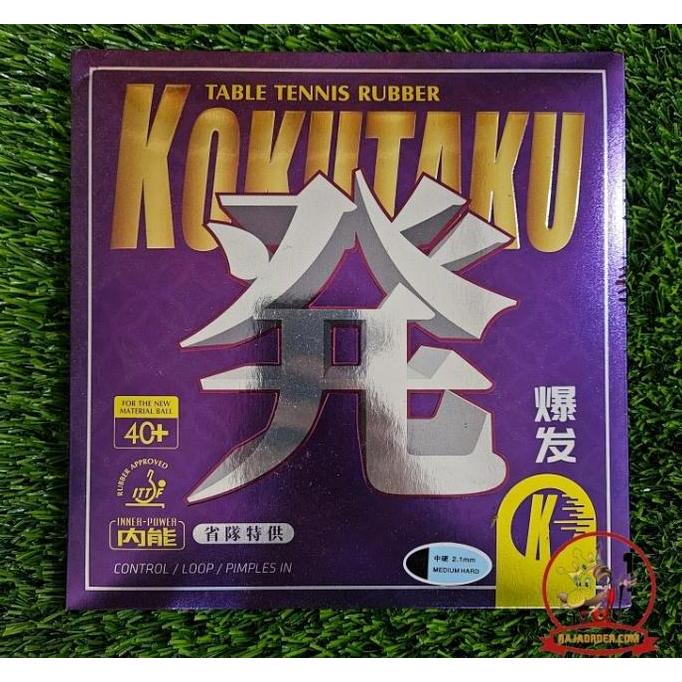 TABLE TENNIS RUBBER
KOKUTAKU
発
爆发
FOR THE NEW
MATERIAL BALL
40+
RUBBER APPROVED
ITTF
INNER-POWER
内能
省隊特供
CONTROL / LOOP / PIMPLES IN
中硬 2.1mm
MEDIUM HARD
K
RAJAORDER.COM